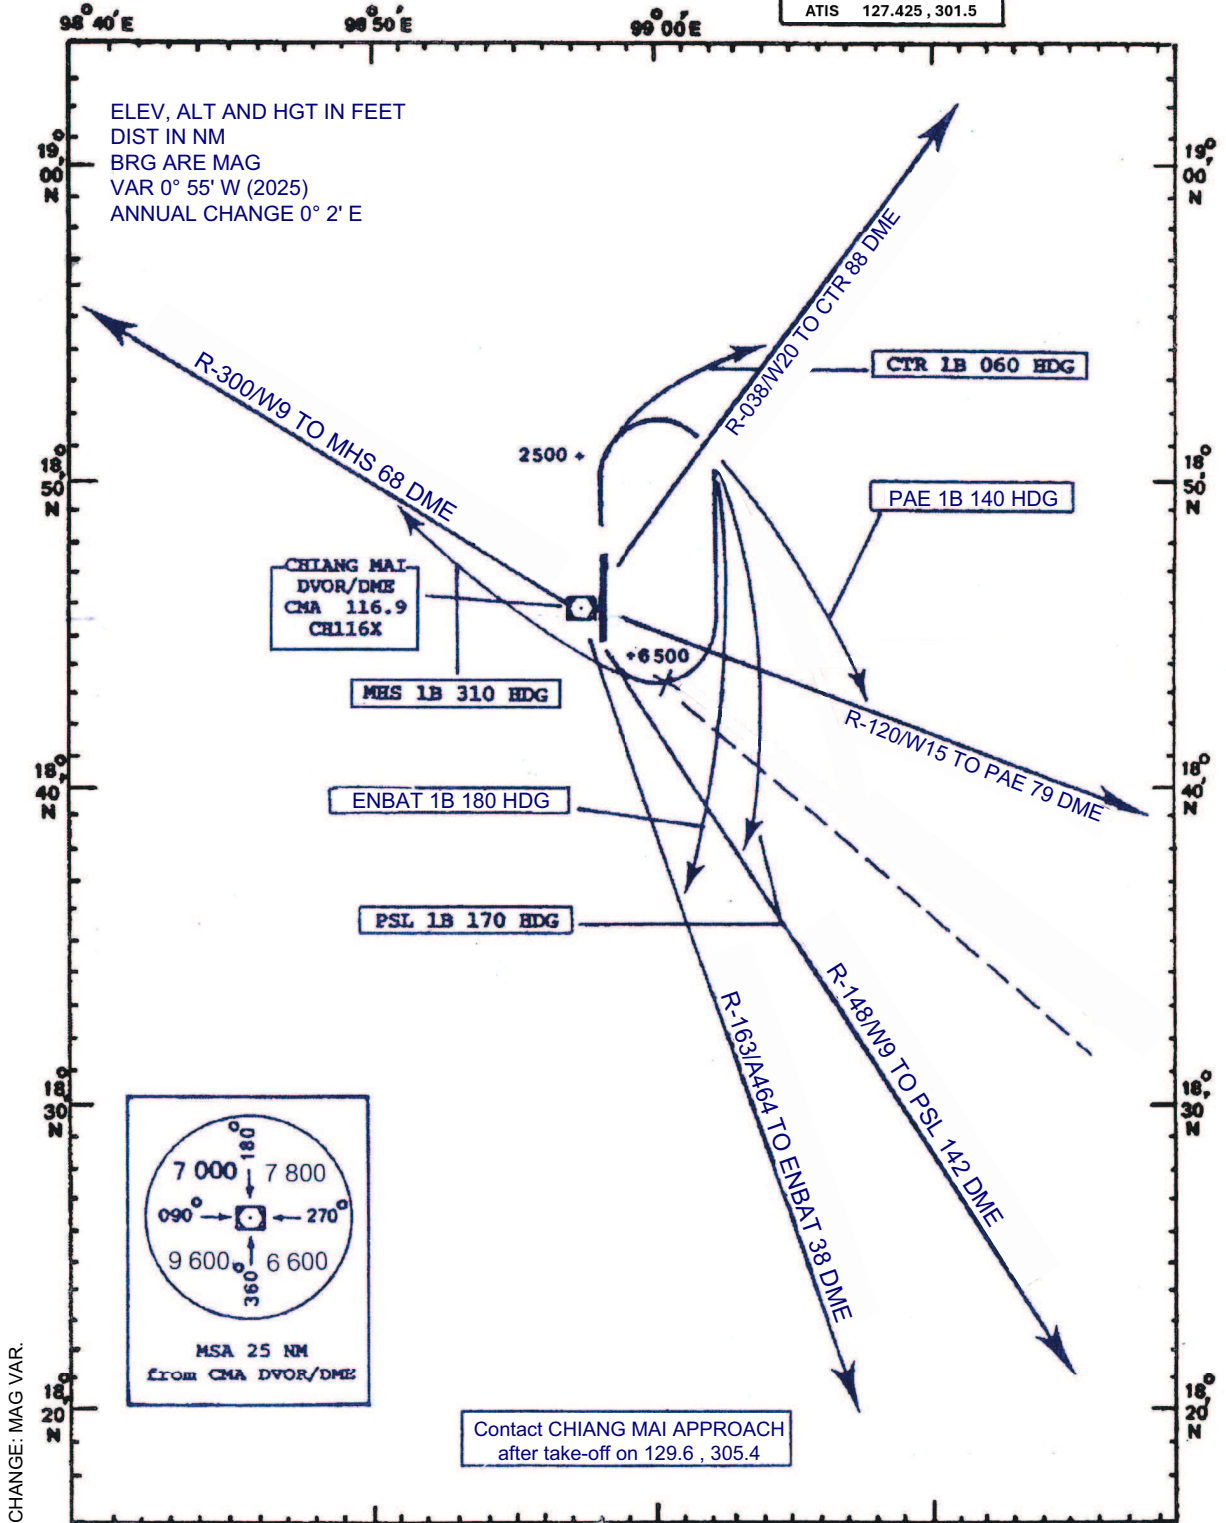 ATIS 127.425 , 301.5
98° 40' E
98° 50' E
99° 00' E
ELEV, ALT AND HGT IN FEET
DIST IN NM
BRG ARE MAG
VAR 0° 55' W (2025)
ANNUAL CHANGE 0° 2' E
19°
00'
N
19°
00'
N
R-038/W20 TO CTR 88 DME
R-300/W9 TO MHS 68 DME
CTR 1B 060 HDG
2500 +
18°
50'
N
18°
50'
N
PAE 1B 140 HDG
CHIANG MAI
DVOR/DME
CMA 116.9
CH116X
+6500
MHS 1B 310 HDG
R-120/W15 TO PAE 79 DME
18°
40'
N
18°
40'
N
ENBAT 1B 180 HDG
PSL 1B 170 HDG
R-148/W9 TO PSL 142 DME
R-163/A464 TO ENBAT 38 DME
18°
30'
N
18°
30'
N
180°
7 000 7 800
090° 270°
9 600 6 600
360°
MSA 25 NM
from CMA DVOR/DME
18°
20'
N
18°
20'
N
Contact CHIANG MAI APPROACH
after take-off on 129.6 , 305.4
CHANGE: MAG VAR.